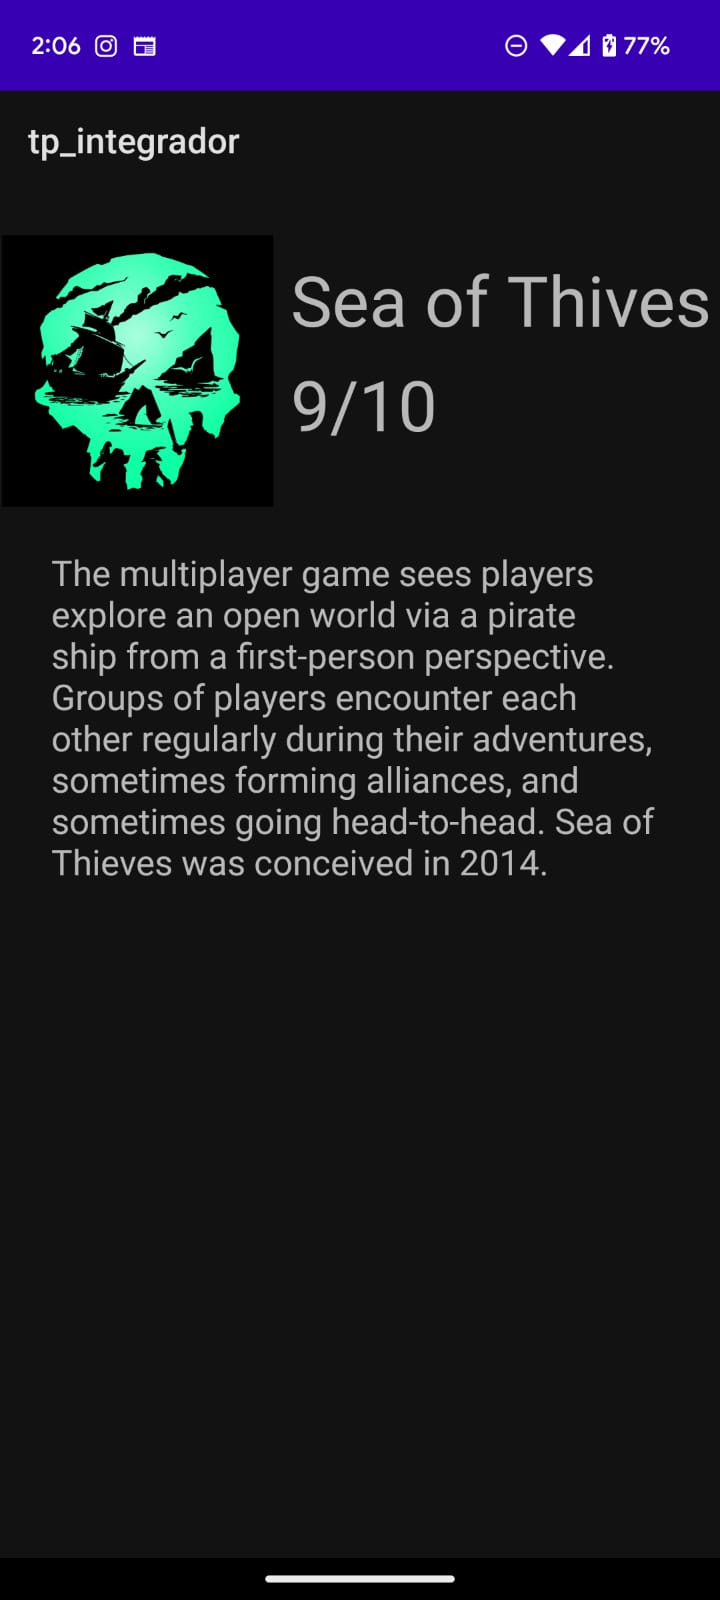 2:06
77%
tp_integrador
Sea of Thives
9/10
The multiplayer game sees players
explore an open world via a pirate
ship from a first-person perspective.
Groups of players encounter each
other regularly during their adventures,
sometimes forming alliances, and
sometimes going head-to-head. Sea of
Thieves was conceived in 2014.